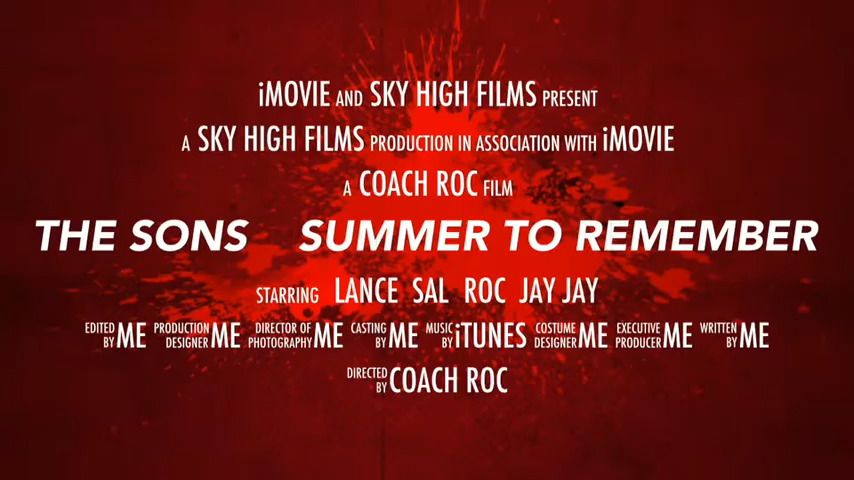 iMOVIE AND SKY HIGH FILMS PRESENT
A SKY HIGH FILMS PRODUCTION IN ASSOCIATION WITH iMOVIE
A COACH ROC FILM
THE SONS SUMMER TO REMEMBER
STARRING LANCE SAL ROC JAY JAY
EDITED BY ME PRODUCTION DESIGNER ME DIRECTOR OF PHOTOGRAPHY ME CASTING BY ME MUSIC BY iTUNES COSTUME DESIGNER ME EXECUTIVE PRODUCER ME WRITTEN BY ME
DIRECTED BY COACH ROC